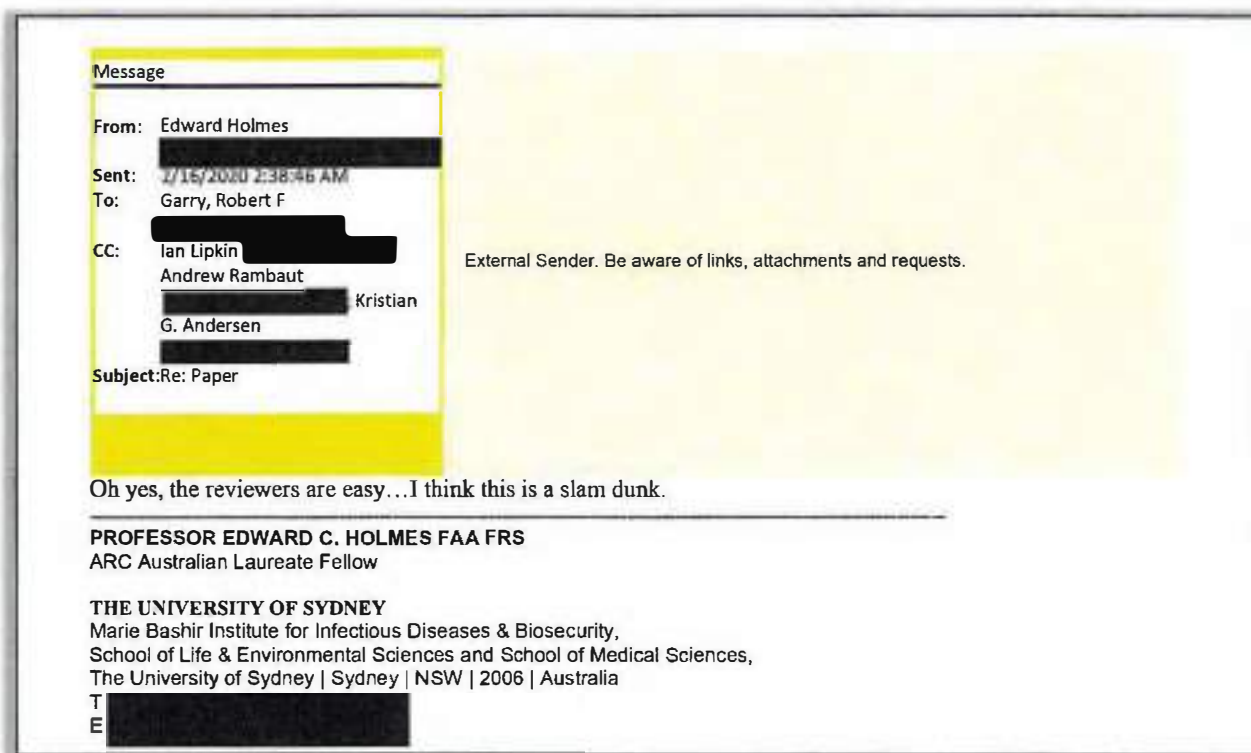 Message
From: Edward Holmes
Sent: 2/16/2020 2:38:46 AM
To: Garry, Robert F
CC: Ian Lipkin
Andrew Rambaut
Kristian
G. Andersen
Subject:Re: Paper
External Sender. Be aware of links, attachments and requests.
Oh yes, the reviewers are easy…I think this is a slam dunk.
PROFESSOR EDWARD C. HOLMES FAA FRS
ARC Australian Laureate Fellow
THE UNIVERSITY OF SYDNEY
Marie Bashir Institute for Infectious Diseases & Biosecurity,
School of Life & Environmental Sciences and School of Medical Sciences,
The University of Sydney | Sydney | NSW | 2006 | Australia
T
E